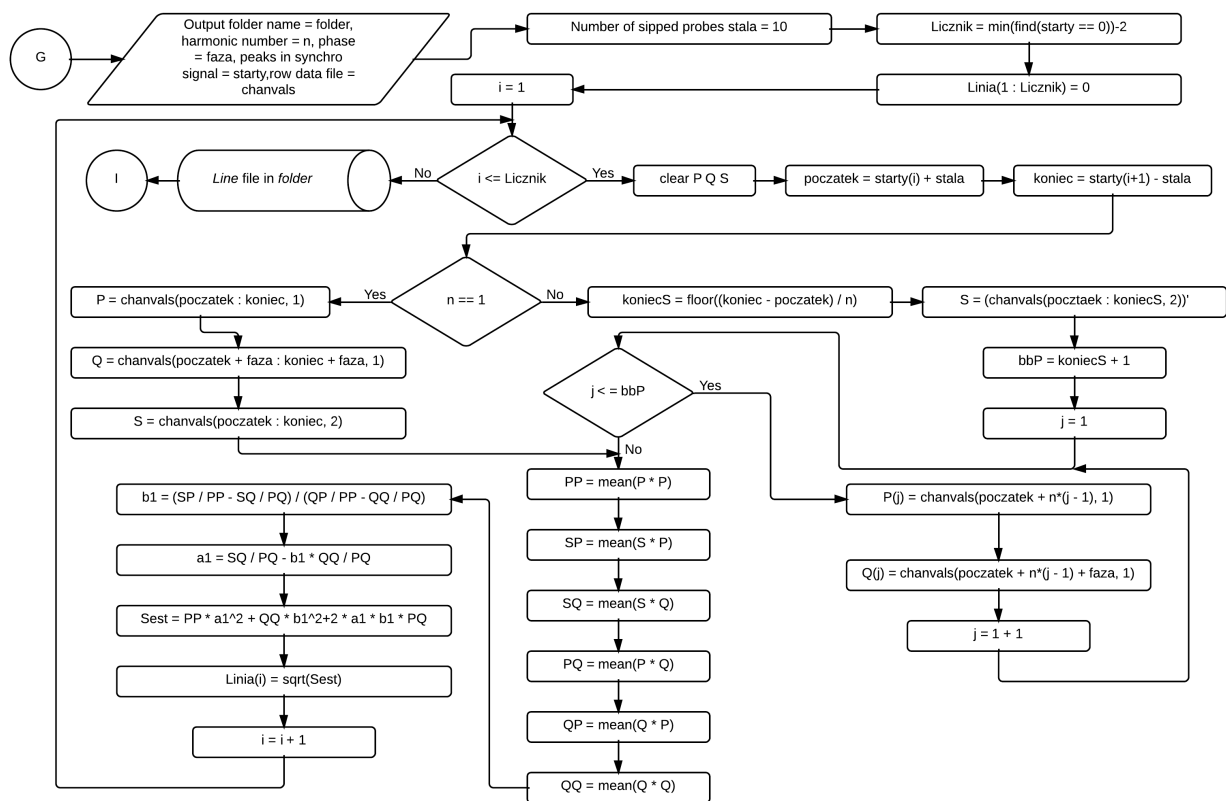 G
Output folder name = folder,
harmonic number = n, phase
= faza, peaks in synchro
signal = starty,row data file =
chanvals
Number of sipped probes stala = 10
Licznik = min(find(starty == 0))-2
Linia(1 : Licznik) = 0
i = 1
i <= Licznik
No
Yes
Line file in folder
I
clear P Q S
poczatek = starty(i) + stala
koniec = starty(i+1) - stala
n == 1
Yes
No
P = chanvals(poczatek : koniec, 1)
Q = chanvals(poczatek + faza : koniec + faza, 1)
S = chanvals(poczatek : koniec, 2)
koniecS = floor((koniec - poczatek) / n)
S = (chanvals(pocztaek : koniecS, 2))'
bbP = koniecS + 1
j = 1
j < = bbP
Yes
No
P(j) = chanvals(poczatek + n*(j - 1), 1)
Q(j) = chanvals(poczatek + n*(j - 1) + faza, 1)
j = 1 + 1
PP = mean(P * P)
SP = mean(S * P)
SQ = mean(S * Q)
PQ = mean(P * Q)
QP = mean(Q * P)
QQ = mean(Q * Q)
b1 = (SP / PP - SQ / PQ) / (QP / PP - QQ / PQ)
a1 = SQ / PQ - b1 * QQ / PQ
Sest = PP * a1^2 + QQ * b1^2+2 * a1 * b1 * PQ
Linia(i) = sqrt(Sest)
i = i + 1